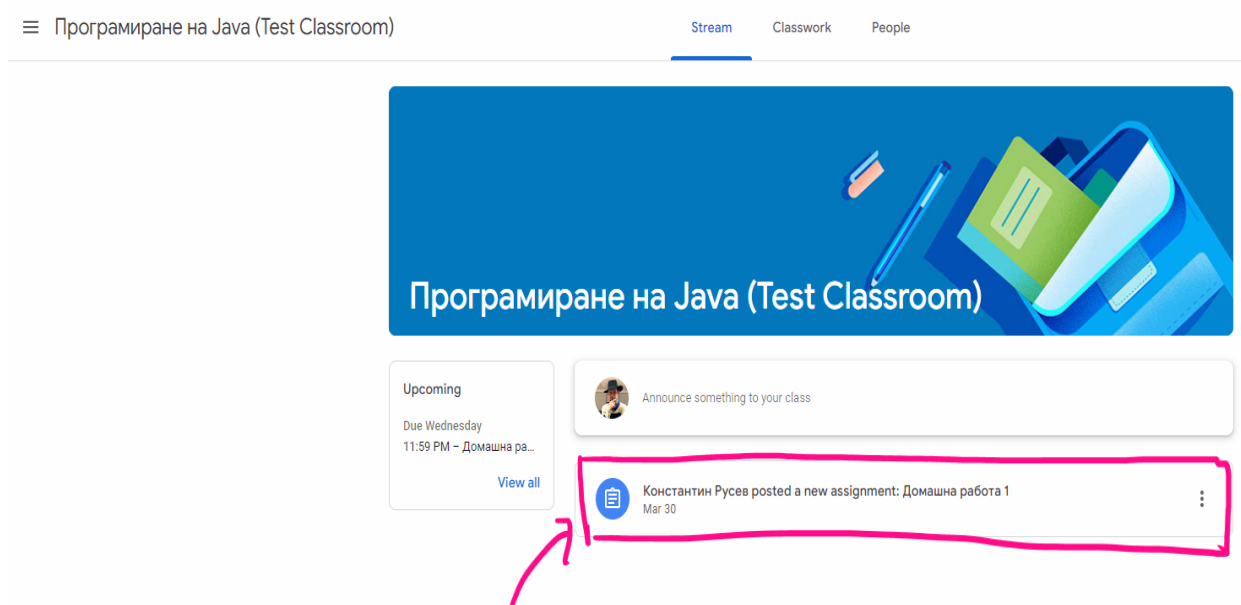 Програмиране на Java (Test Classroom)
Stream Classwork People
Програмиране на Java (Test Classroom)
Upcoming
Due Wednesday
11:59 PM – Домашна ра...
View all
Announce something to your class
Константин Русев posted a new assignment: Домашна работа 1
Mar 30